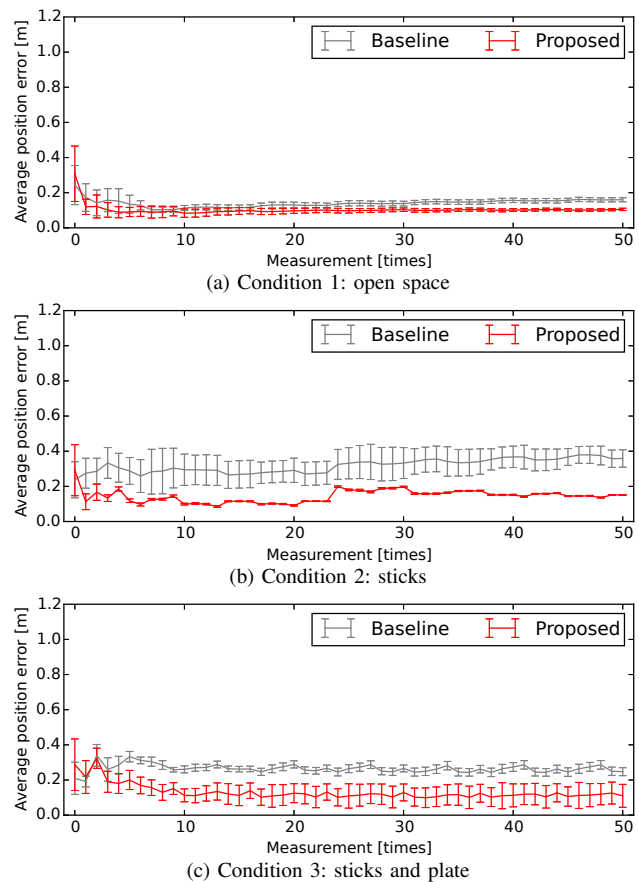 Average position error [m]
1.2
1.0
0.8
0.6
0.4
0.2
0.0
Baseline Proposed
0 10 20 30 40 50
Measurement [times]
(a) Condition 1: open space
Average position error [m]
1.2
1.0
0.8
0.6
0.4
0.2
0.0
Baseline Proposed
0 10 20 30 40 50
Measurement [times]
(b) Condition 2: sticks
Average position error [m]
1.2
1.0
0.8
0.6
0.4
0.2
0.0
Baseline Proposed
0 10 20 30 40 50
Measurement [times]
(c) Condition 3: sticks and plate